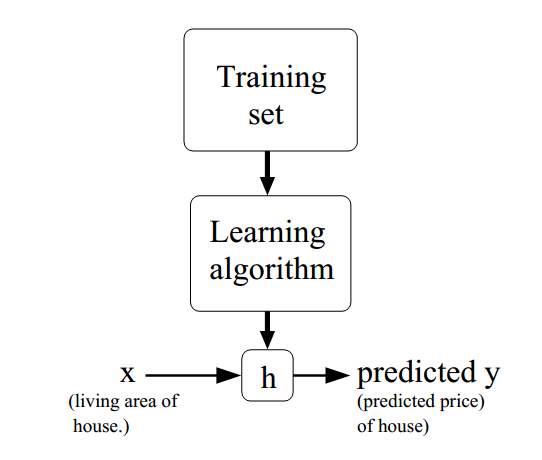 Training
set
Learning
algorithm
x
h
predicted y
(living area of
house.)
(predicted price)
of house)